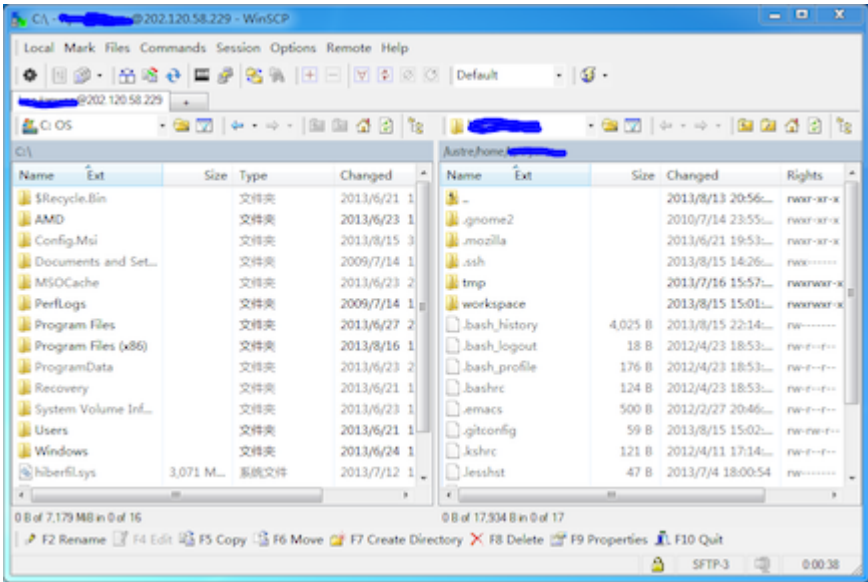 C:\ - @202.120.58.229 - WinSCP
Local Mark Files Commands Session Options Remote Help
Default
@202.120.58.229
C: OS
C:\ /lustre/home/
Name Ext Size Type Changed Name Ext Size Changed Rights
$Recycle.Bin 文件夹 2013/6/21 1 .. 2013/8/13 20:56:... rwxr-xr-x
AMD 文件夹 2013/6/23 1 .gnome2 2010/7/14 23:55:... rwxr-xr-x
Config.Msi 文件夹 2013/8/15 3 .mozilla 2013/6/21 19:53:... rwxr-xr-x
Documents and Set... 文件夹 2009/7/14 1 .ssh 2013/8/15 14:26:... rwx------
MSOCache 文件夹 2013/6/23 2 tmp 2013/7/16 15:57:... rwxrwxr-x
PerfLogs 文件夹 2009/7/14 1 workspace 2013/8/15 15:01:... rwxrwxr-x
Program Files 文件夹 2013/6/27 2 .bash_history 4,025 B 2013/8/15 22:14:... rw-------
Program Files (x86) 文件夹 2013/8/16 1 .bash_logout 18 B 2012/4/23 18:53:... rw-r--r--
ProgramData 文件夹 2013/6/23 2 .bash_profile 176 B 2012/4/23 18:53:... rw-r--r--
Recovery 文件夹 2013/6/21 1 .bashrc 124 B 2012/4/23 18:53:... rw-r--r--
System Volume Inf... 文件夹 2013/6/23 1 .emacs 500 B 2012/2/27 20:46:... rw-r--r--
Users 文件夹 2013/6/21 1 .gitconfig 59 B 2013/8/15 15:02:... rw-rw-r--
Windows 文件夹 2013/6/24 1 .kshrc 121 B 2012/4/11 17:14:... rw-r--r--
hiberfil.sys 3,071 M... 系统文件 2013/7/12 1 .lesshst 47 B 2013/7/4 18:00:54 rw-------
0 B of 7,179 MiB in 0 of 16 0 B of 17,934 B in 0 of 17
F2 Rename F4 Edit F5 Copy F6 Move F7 Create Directory F8 Delete F9 Properties F10 Quit
SFTP-3 0:00:38